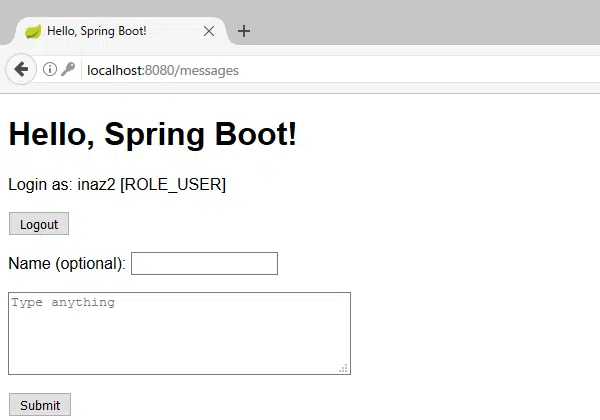 Hello, Spring Boot!
localhost:8080/messages
Hello, Spring Boot!
Login as: inaz2 [ROLE_USER]
Logout
Name (optional):
Type anything
Submit